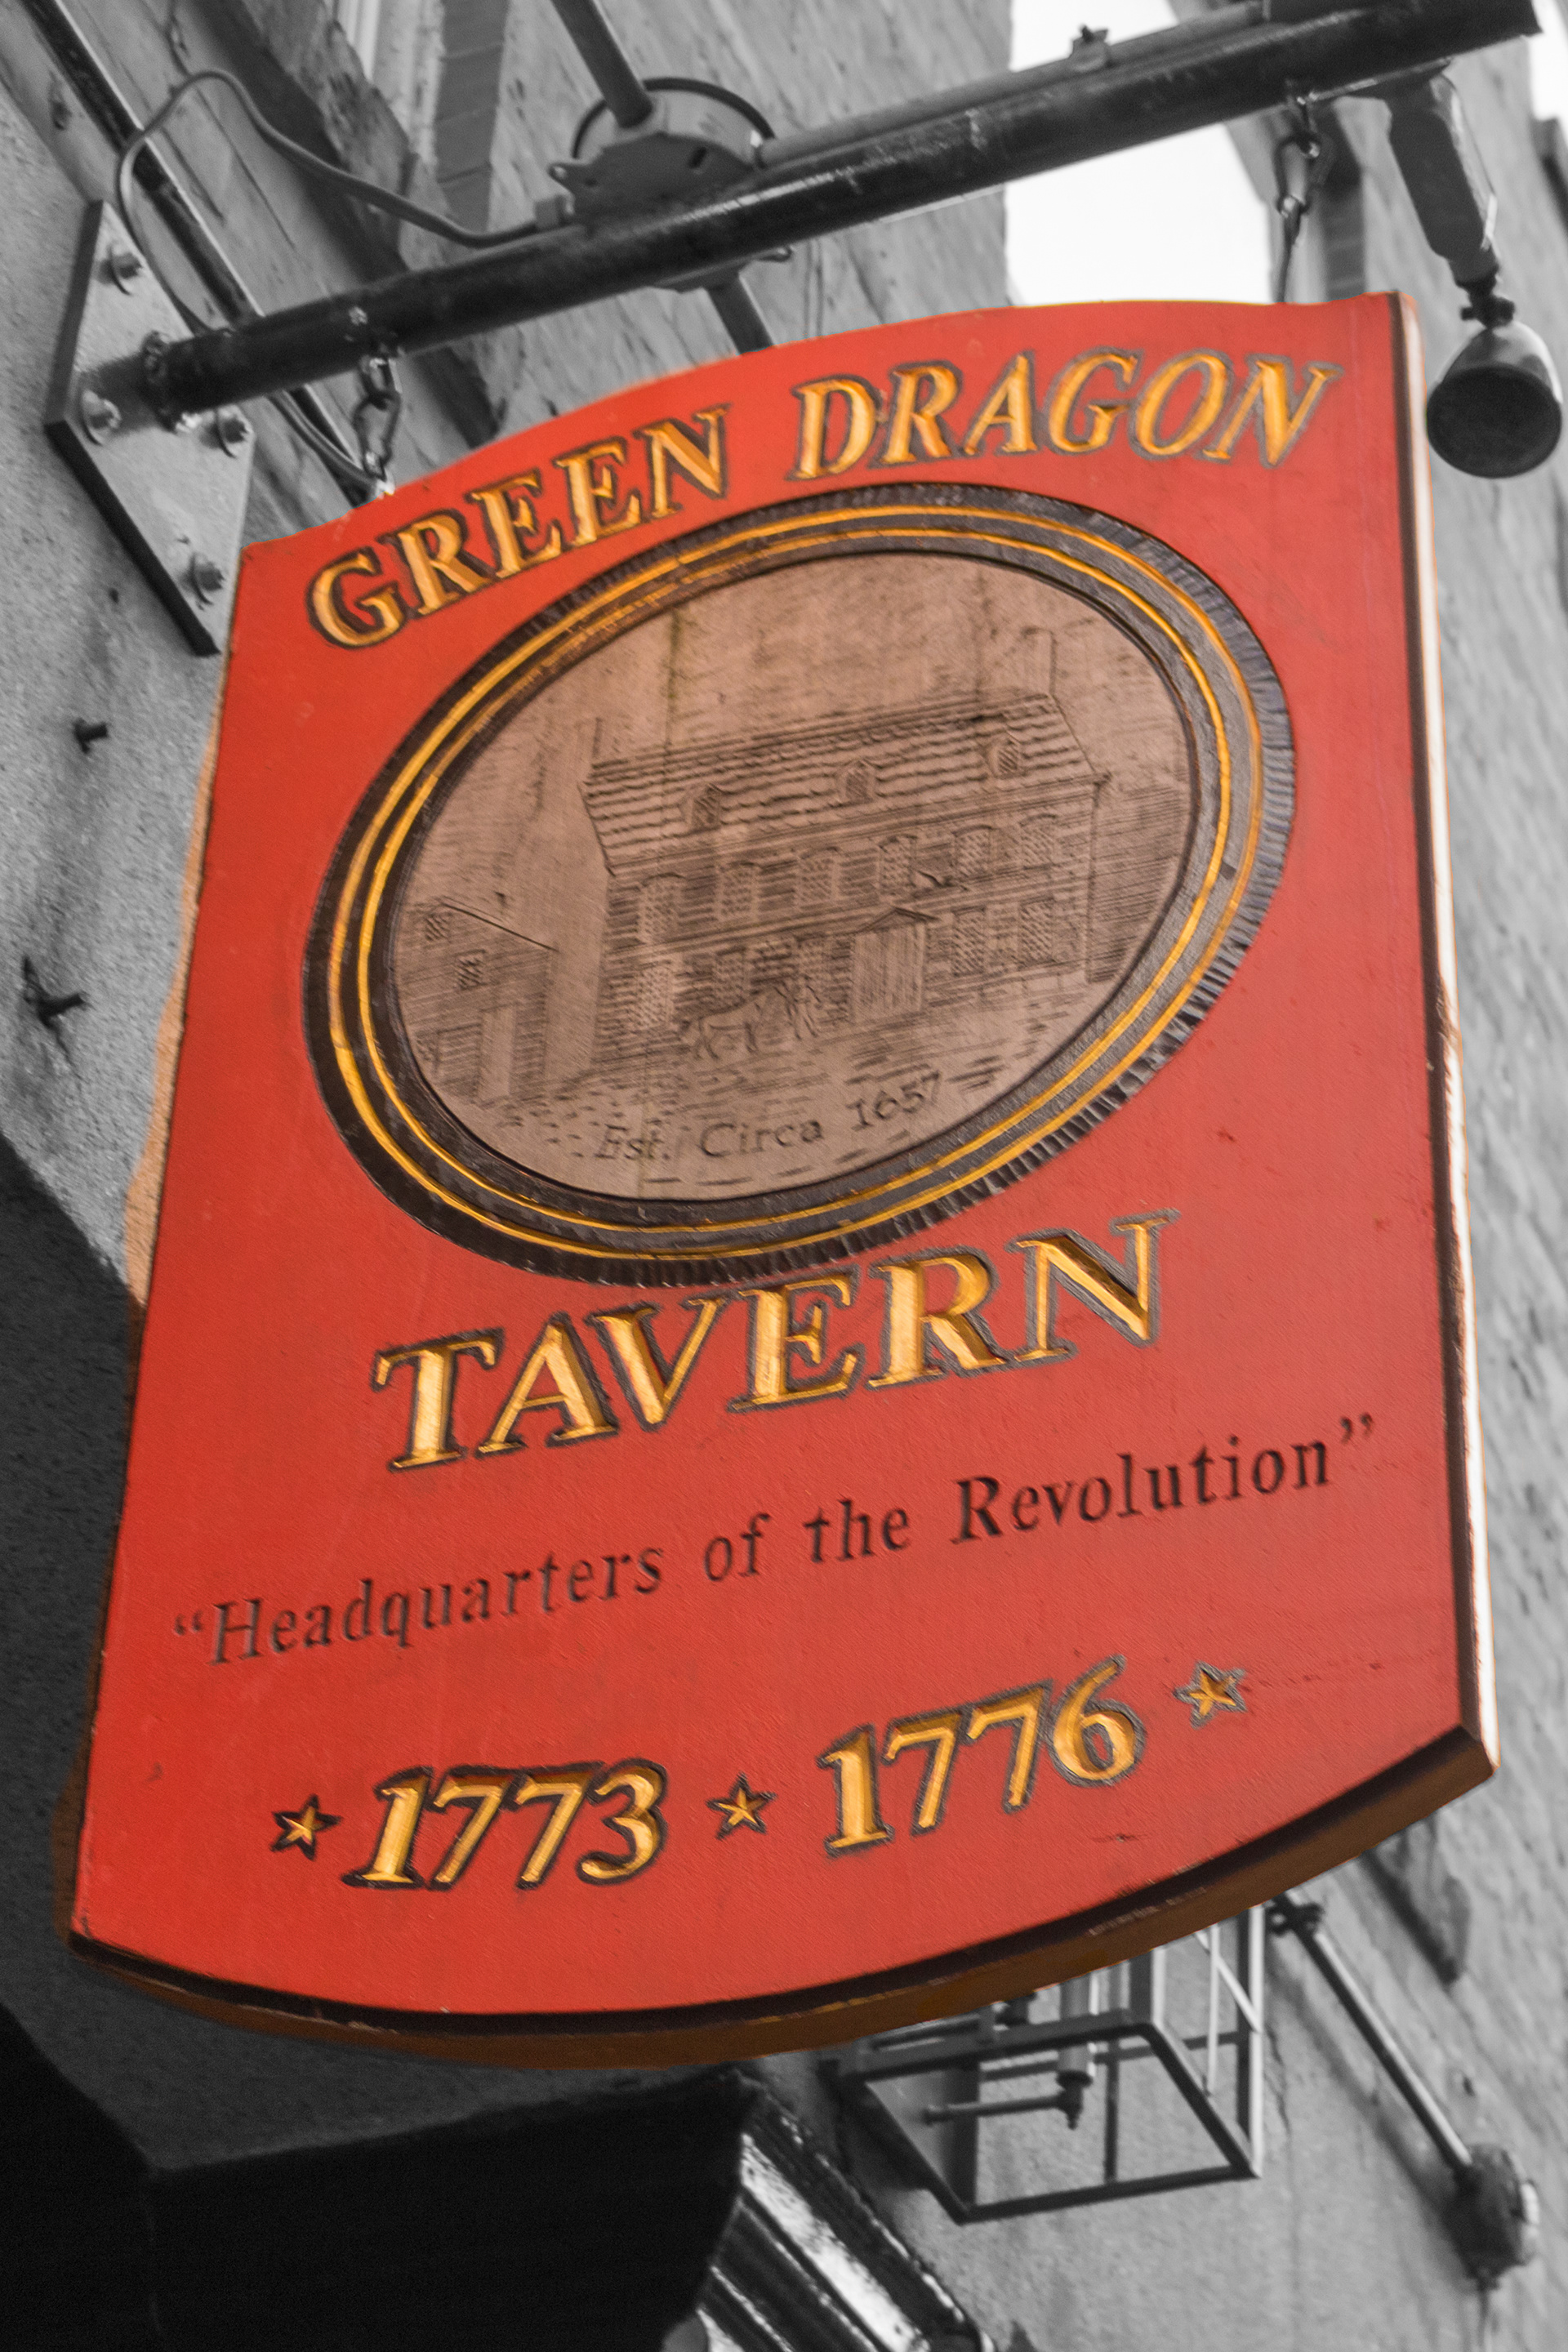 GREEN DRAGON
Est. Circa 1657
TAVERN
“Headquarters of the Revolution”
★ 1773 ★ 1776 ★